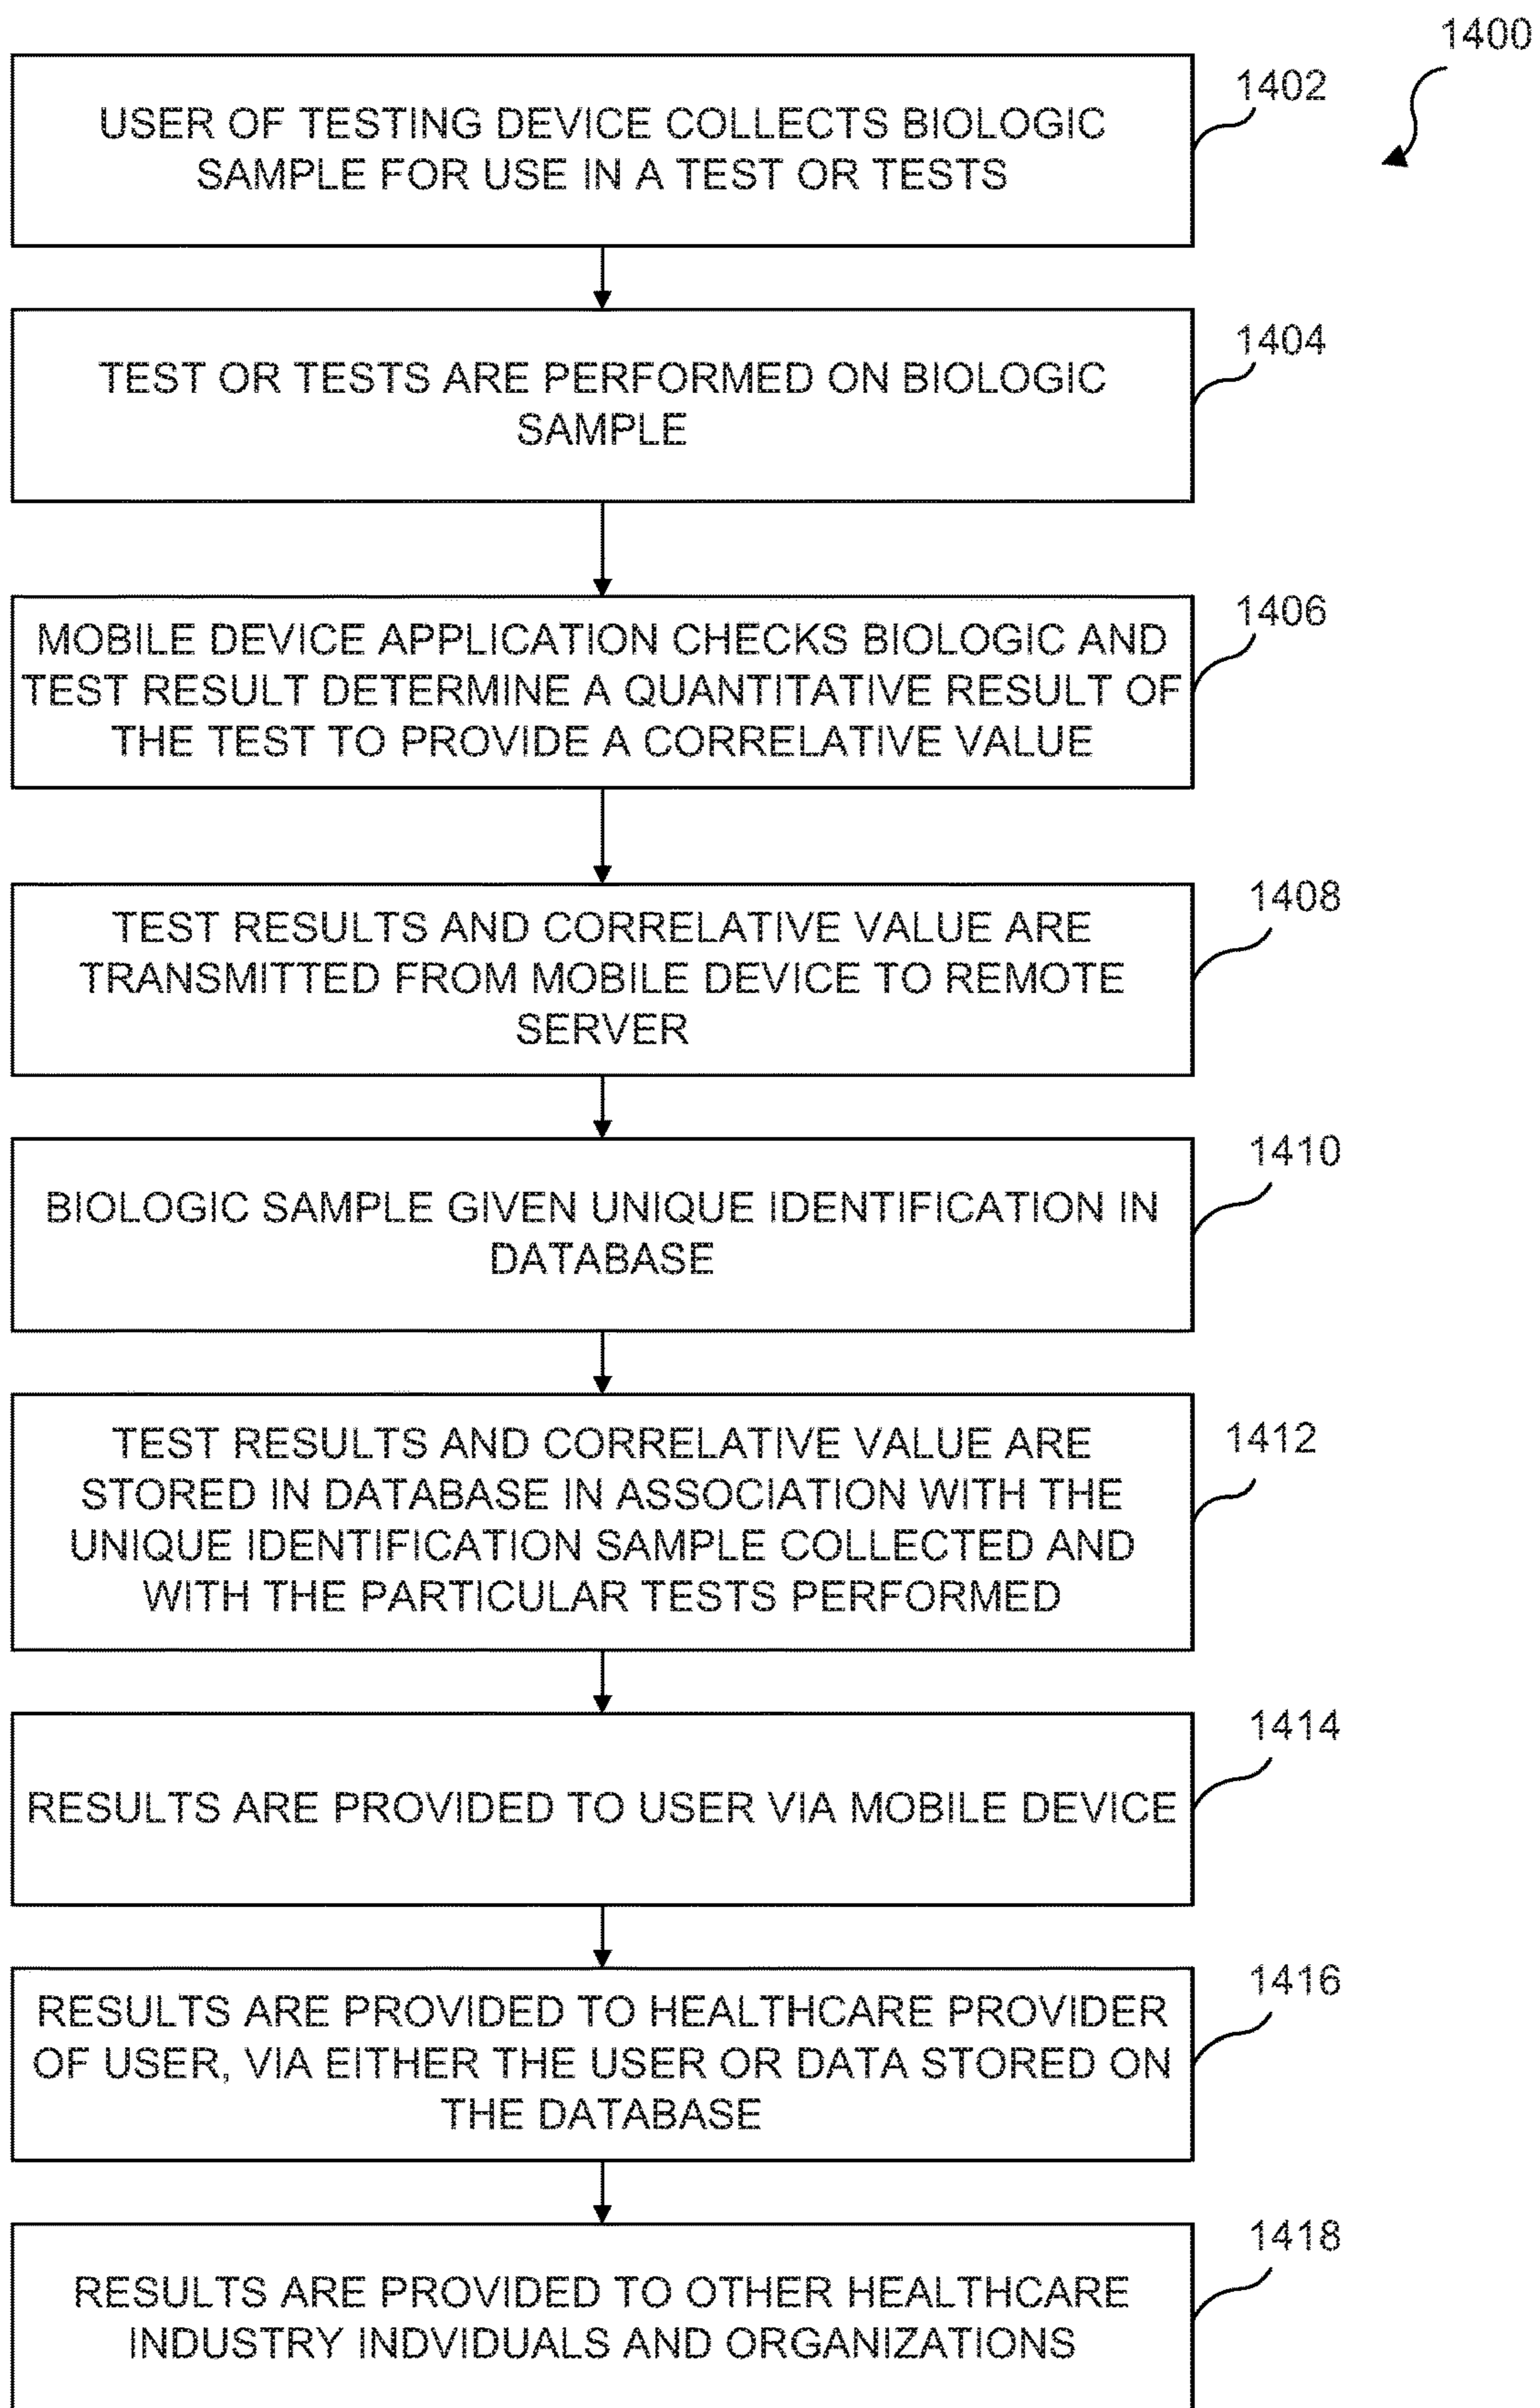 1400
1402
USER OF TESTING DEVICE COLLECTS BIOLOGIC
SAMPLE FOR USE IN A TEST OR TESTS
1404
TEST OR TESTS ARE PERFORMED ON BIOLOGIC
SAMPLE
1406
MOBILE DEVICE APPLICATION CHECKS BIOLOGIC AND
TEST RESULT DETERMINE A QUANTITATIVE RESULT OF
THE TEST TO PROVIDE A CORRELATIVE VALUE
1408
TEST RESULTS AND CORRELATIVE VALUE ARE
TRANSMITTED FROM MOBILE DEVICE TO REMOTE
SERVER
1410
BIOLOGIC SAMPLE GIVEN UNIQUE IDENTIFICATION IN
DATABASE
1412
TEST RESULTS AND CORRELATIVE VALUE ARE
STORED IN DATABASE IN ASSOCIATION WITH THE
UNIQUE IDENTIFICATION SAMPLE COLLECTED AND
WITH THE PARTICULAR TESTS PERFORMED
1414
RESULTS ARE PROVIDED TO USER VIA MOBILE DEVICE
1416
RESULTS ARE PROVIDED TO HEALTHCARE PROVIDER
OF USER, VIA EITHER THE USER OR DATA STORED ON
THE DATABASE
1418
RESULTS ARE PROVIDED TO OTHER HEALTHCARE
INDUSTRY INDVIDUALS AND ORGANIZATIONS